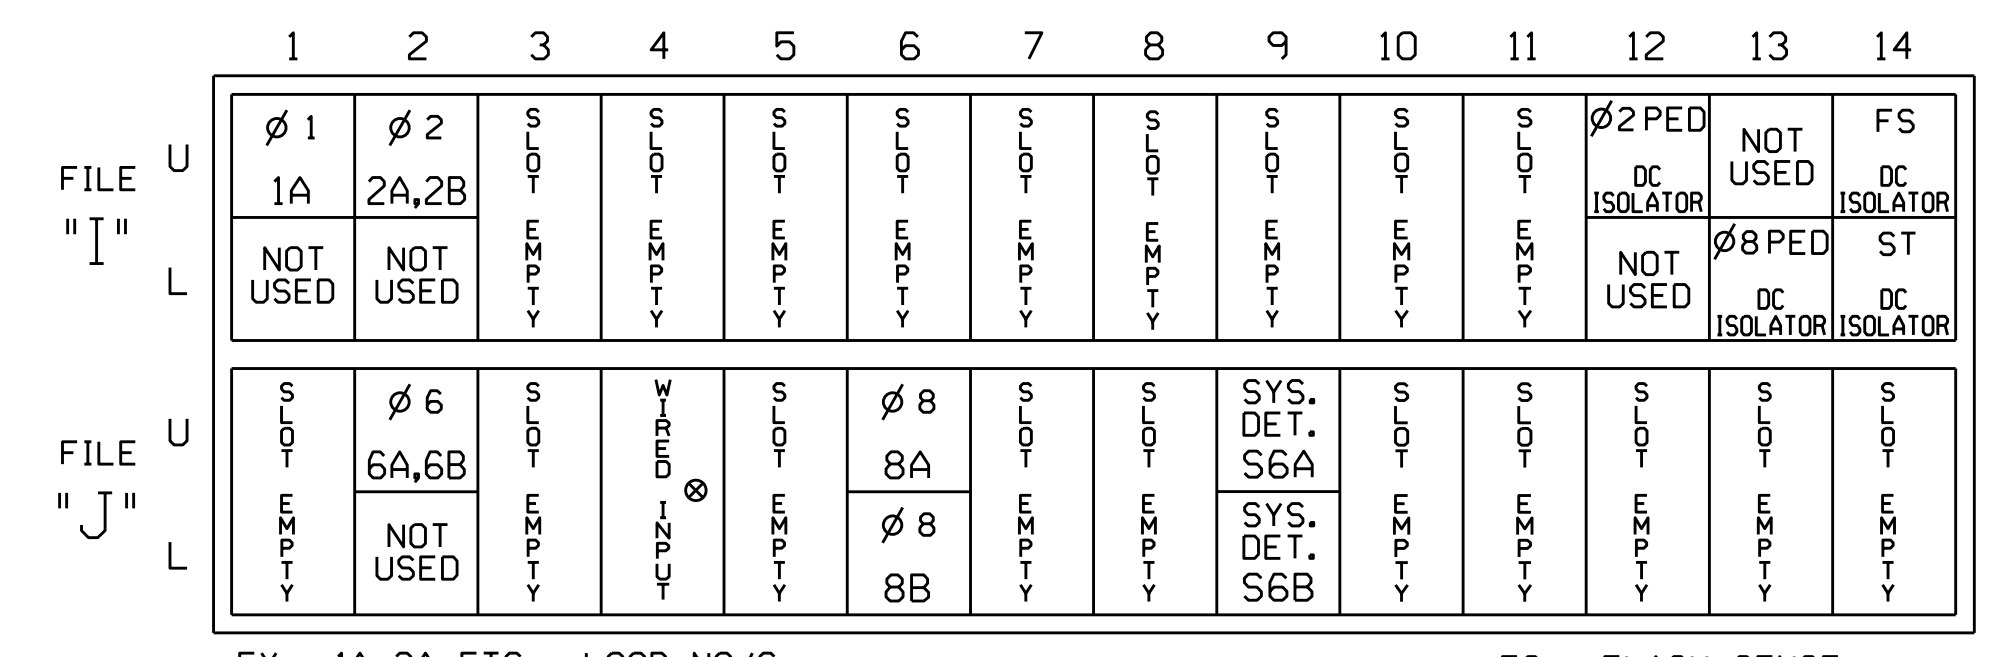 1 2 3 4 5 6 7 8 9 10 11 12 13 14
FILE "I"
U
L
Ø 1
1A
NOT USED
Ø 2
2A,2B
NOT USED
SLOT EMPTY
SLOT EMPTY
SLOT EMPTY
SLOT EMPTY
SLOT EMPTY
SLOT EMPTY
SLOT EMPTY
SLOT EMPTY
SLOT EMPTY
Ø2 PED
DC
ISOLATOR
NOT USED
NOT USED
Ø8 PED
DC
ISOLATOR
FS
DC
ISOLATOR
ST
DC
ISOLATOR
FILE "J"
U
L
SLOT EMPTY
Ø 6
6A,6B
NOT USED
SLOT EMPTY
WIRED INPUT
⊗
SLOT EMPTY
Ø 8
8A
Ø 8
8B
SLOT EMPTY
SLOT EMPTY
SYS.
DET.
S6A
SYS.
DET.
S6B
SLOT EMPTY
SLOT EMPTY
SLOT EMPTY
SLOT EMPTY
SLOT EMPTY